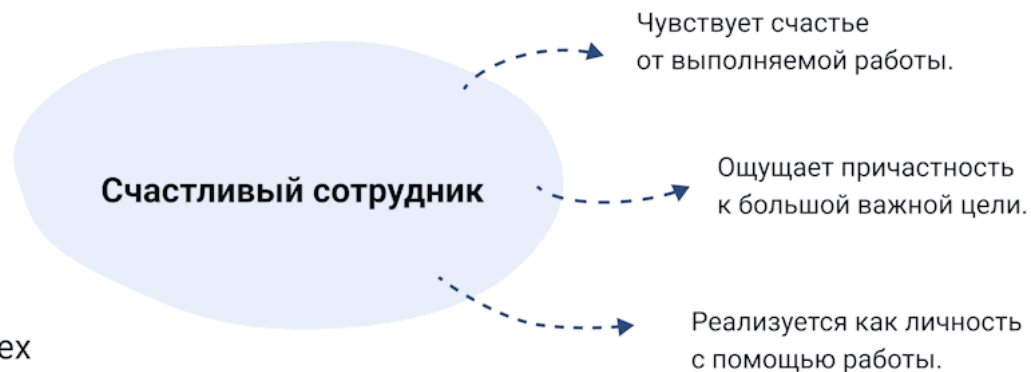 Чувствует счастье
от выполняемой работы.
Счастливый сотрудник
Ощущает причастность
к большой важной цели.
Реализуется как личность
с помощью работы.
ех